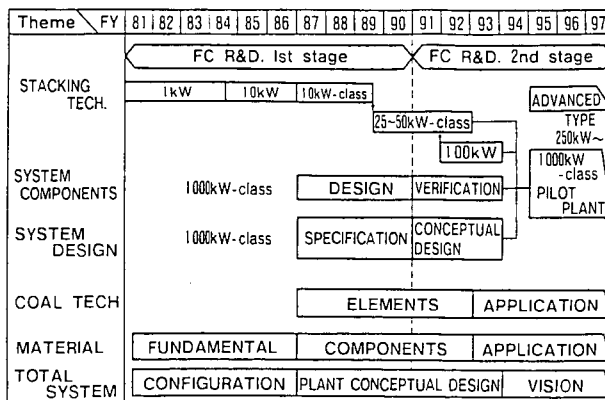 Theme FY 81 82 83 84 85 86 87 88 89 90 91 92 93 94 95 96 97
FC R&D. 1st stage FC R&D. 2nd stage
STACKING
TECH.
1kW 10kW 10kW-class
25~50kW-class
100kW
ADVANCED
TYPE
250kW~
1000kW
-class
PILOT
PLANT
SYSTEM
COMPONENTS
1000kW-class DESIGN VERIFICATION
SYSTEM
DESIGN
1000kW-class SPECIFICATION CONCEPTUAL
DESIGN
COAL TECH ELEMENTS APPLICATION
MATERIAL FUNDAMENTAL COMPONENTS APPLICATION
TOTAL
SYSTEM
CONFIGURATION PLANT CONCEPTUAL DESIGN VISION